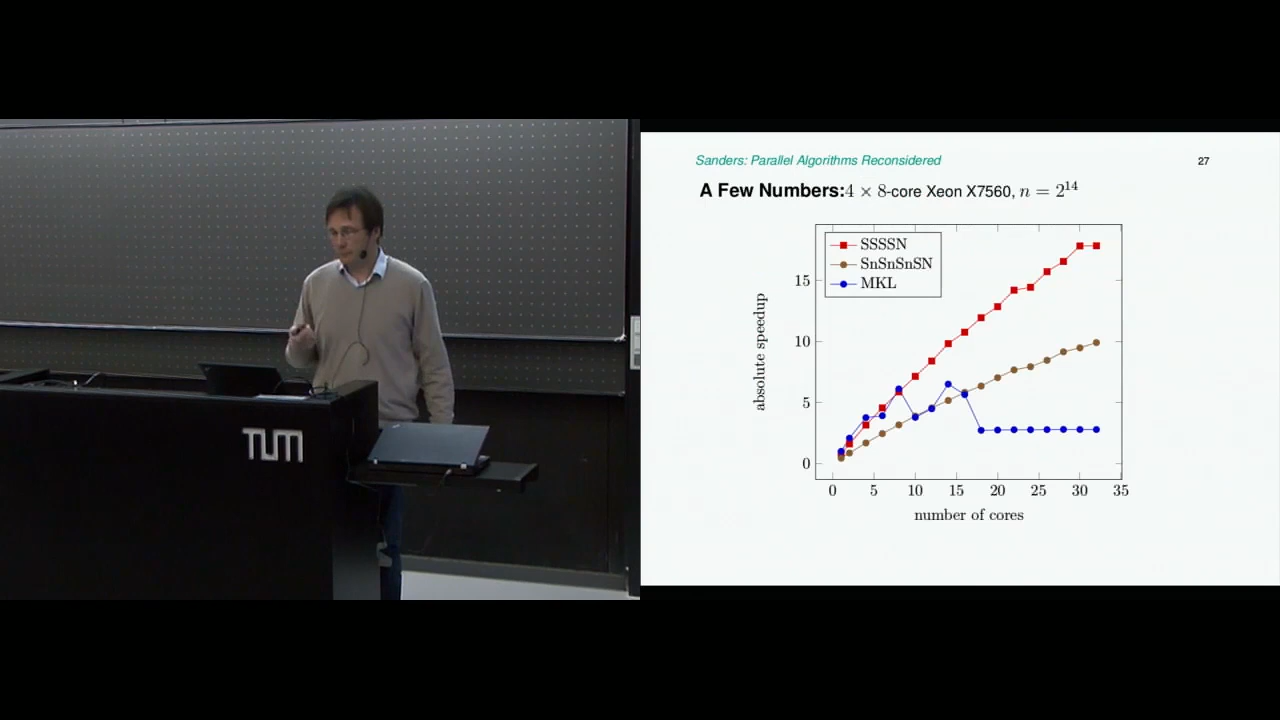 TUM
Sanders: Parallel Algorithms Reconsidered
27
A Few Numbers:4 × 8-core Xeon X7560, n = 2^14
SSSSN
SnSnSnSN
MKL
15
10
5
0
absolute speedup
0 5 10 15 20 25 30 35
number of cores